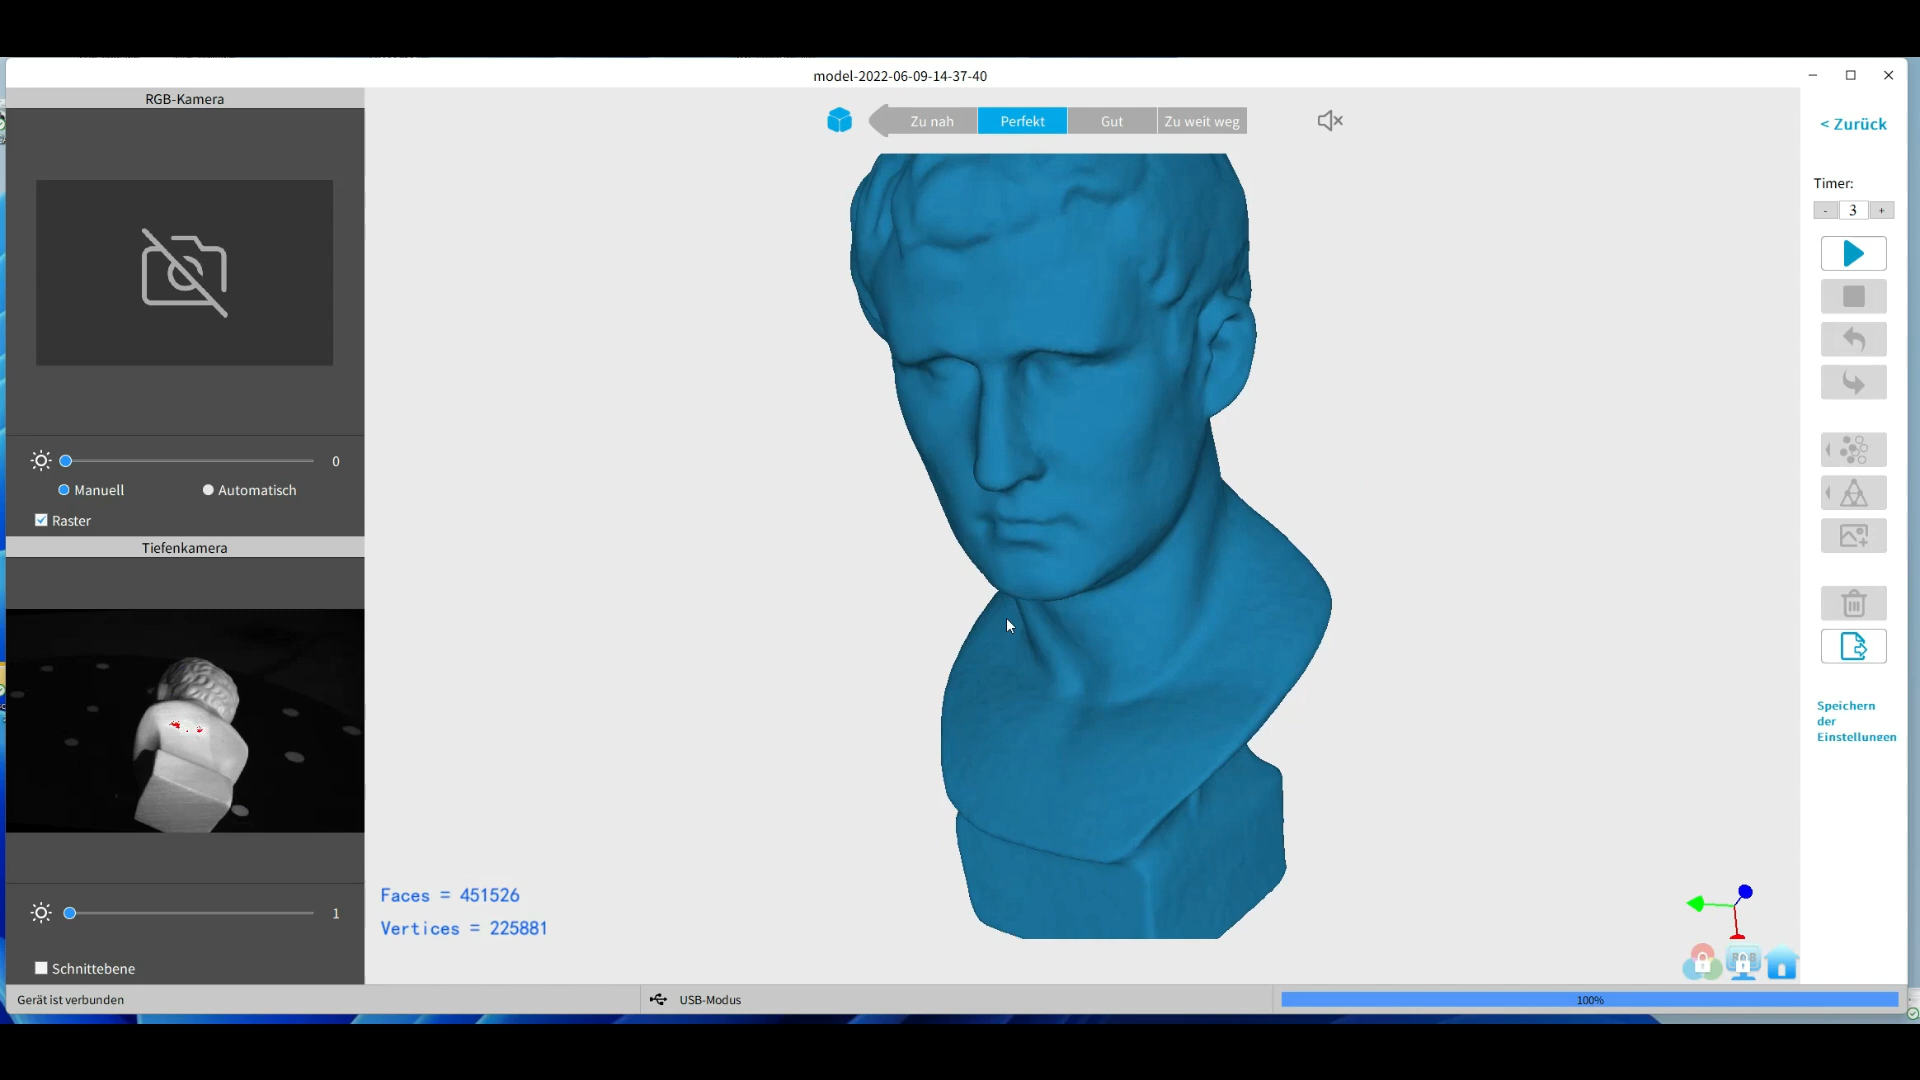 model-2022-06-09-14-37-40
RGB-Kamera
Zu nah
Perfekt
Gut
Zu weit weg
< Zurück
Timer:
- 3 +
0
Manuell
Automatisch
Raster
Tiefenkamera
Speichern
der
Einstellungen
Faces = 451526
Vertices = 225881
1
Schnittebene
Gerät ist verbunden
USB-Modus
100%